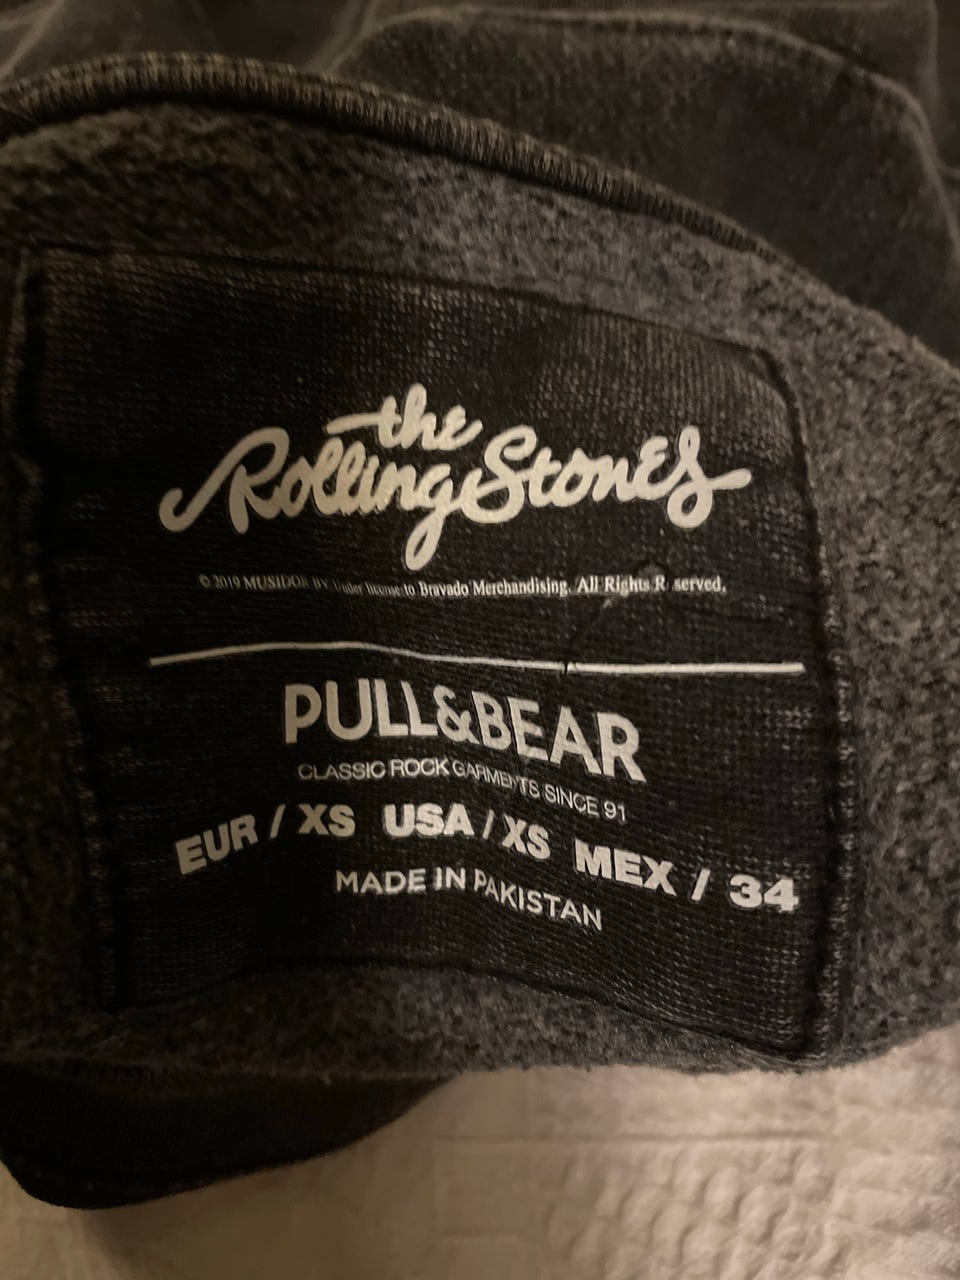 the
Rolling Stones
© 2019 MUSIDOR BV Under license to Bravado Merchandising. All Rights R served.
PULL&BEAR
CLASSIC ROCK GARMENTS SINCE 91
EUR / XS USA / XS MEX / 34
MADE IN PAKISTAN